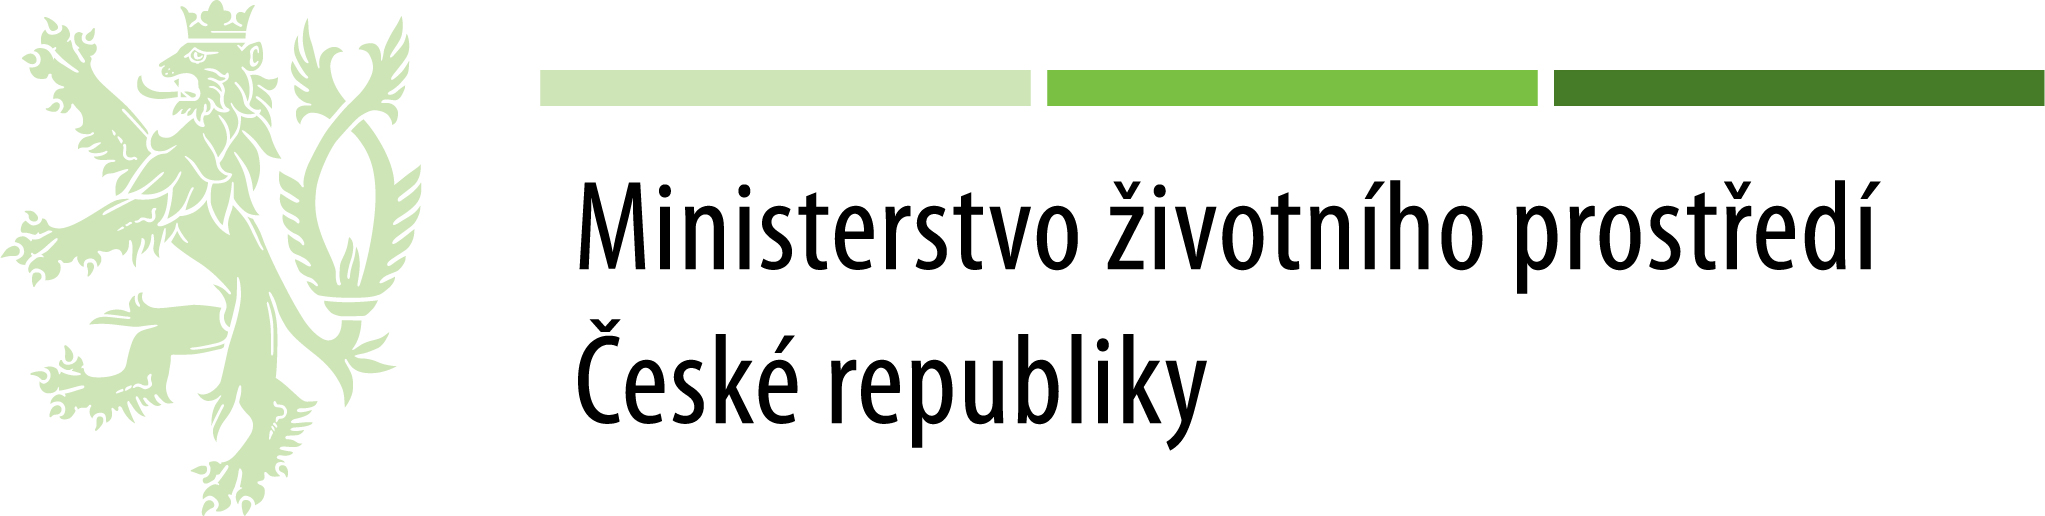 Ministerstvo životního prostředí
České republiky